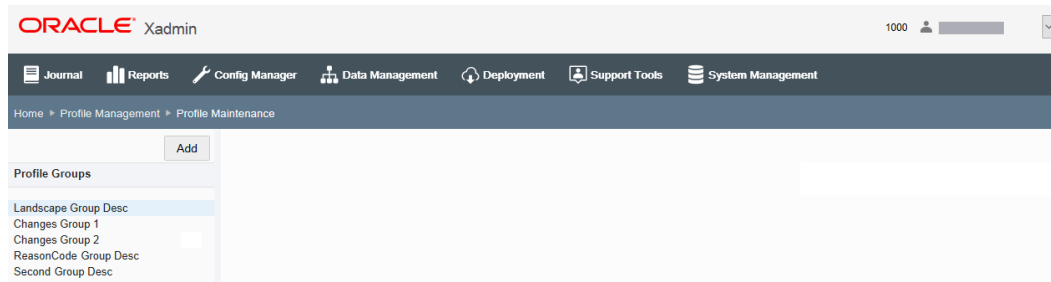 ORACLE Xadmin 1000
Journal Reports Config Manager Data Management Deployment Support Tools System Management
Home Profile Management Profile Maintenance
Add
Profile Groups
Landscape Group Desc
Changes Group 1
Changes Group 2
ReasonCode Group Desc
Second Group Desc